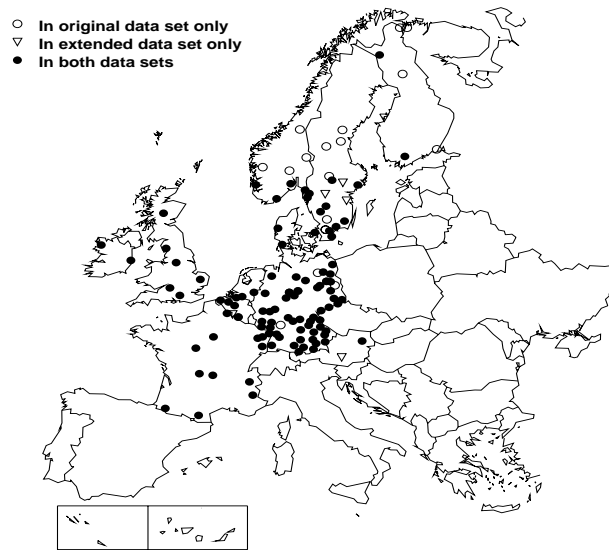 In original data set only
In extended data set only
In both data sets